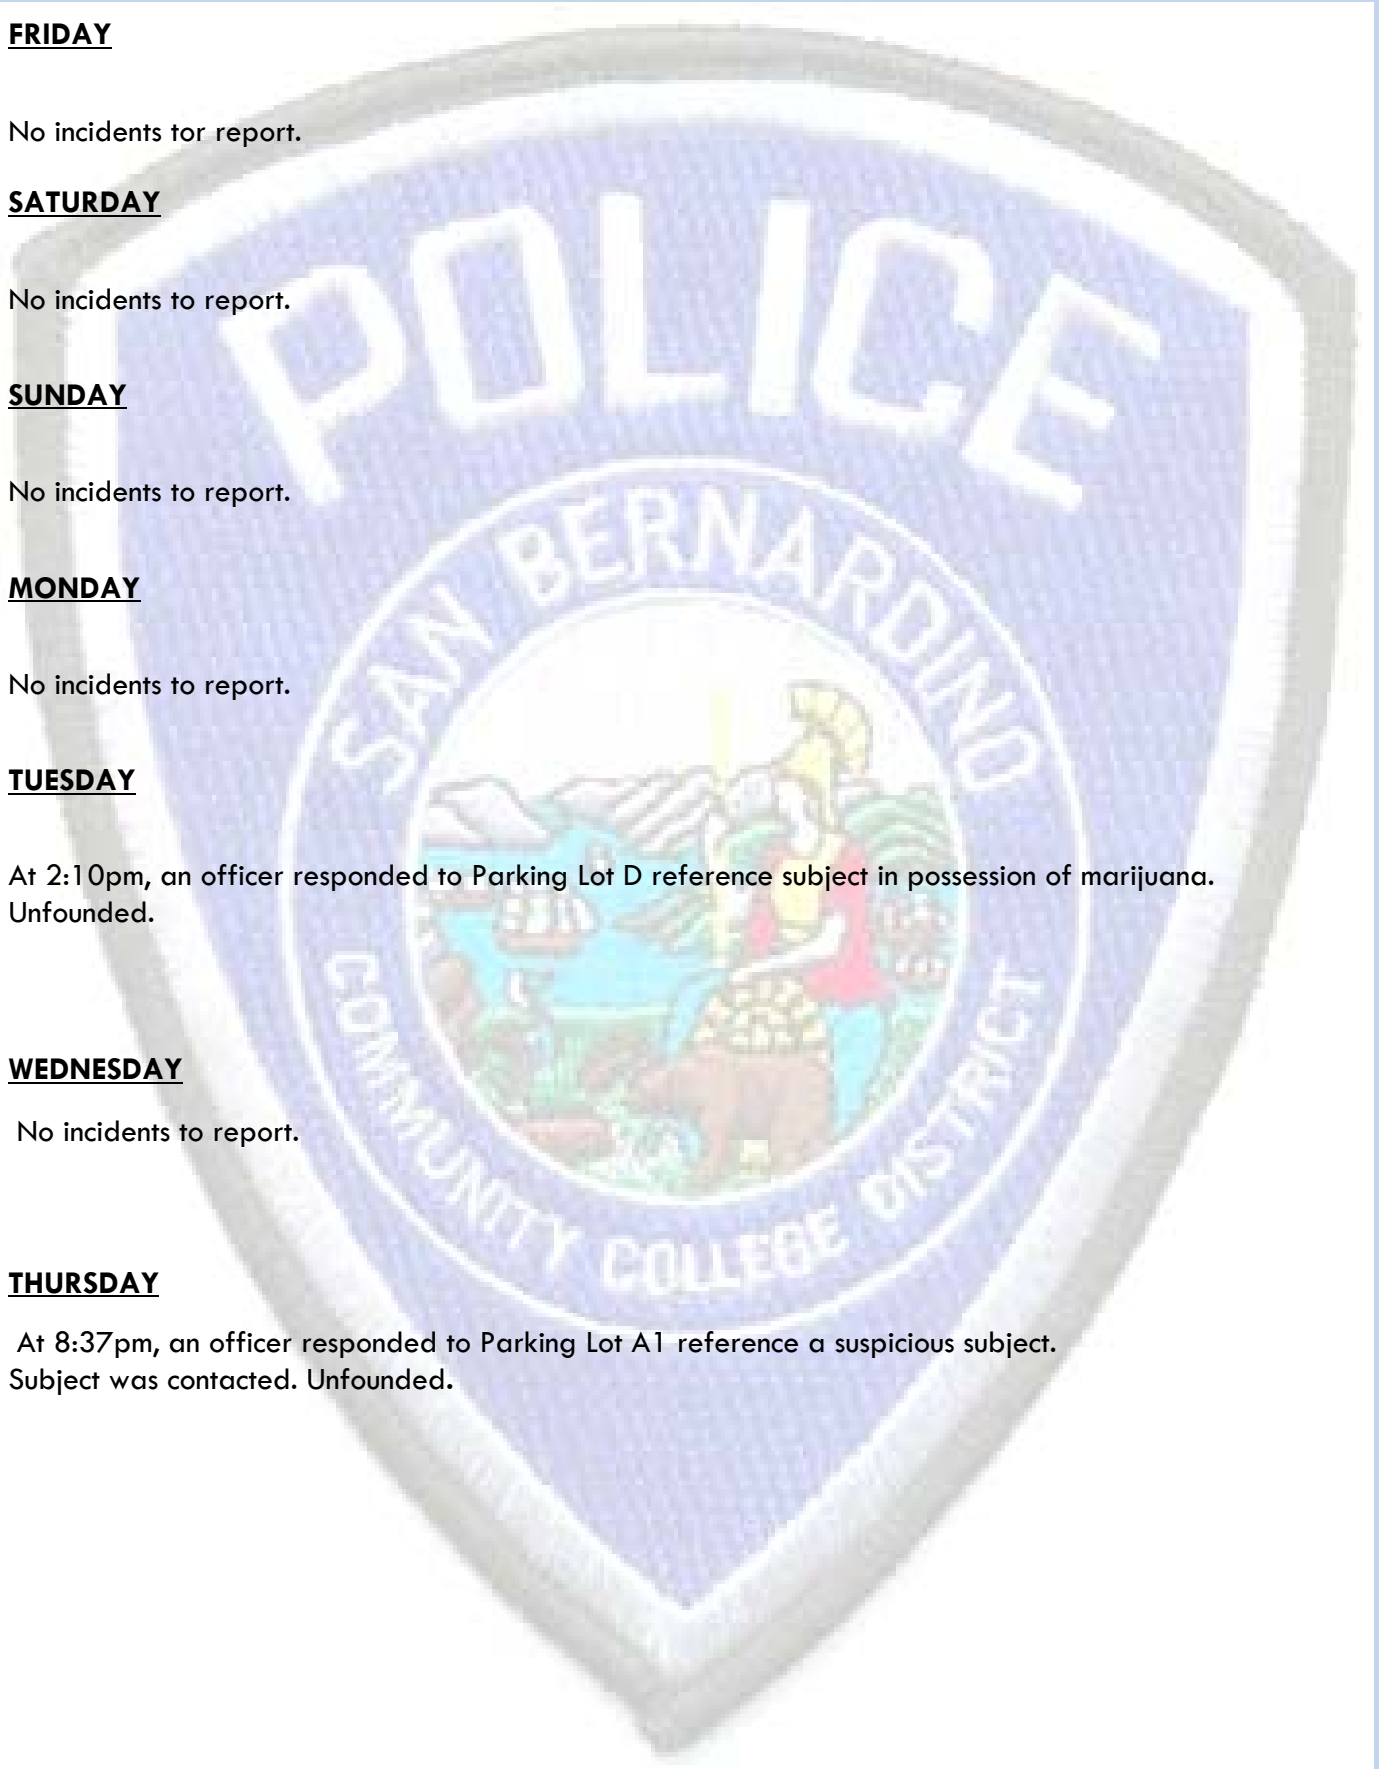 FRIDAY
No incidents tor report.
SATURDAY
No incidents to report.
SUNDAY
No incidents to report.
MONDAY
No incidents to report.
TUESDAY
At 2:10pm, an officer responded to Parking Lot D reference subject in possession of marijuana.
Unfounded.
WEDNESDAY
No incidents to report.
THURSDAY
At 8:37pm, an officer responded to Parking Lot A1 reference a suspicious subject.
Subject was contacted. Unfounded.
POLICE
SAN BERNARDINO
COMMUNITY COLLEGE DISTRICT